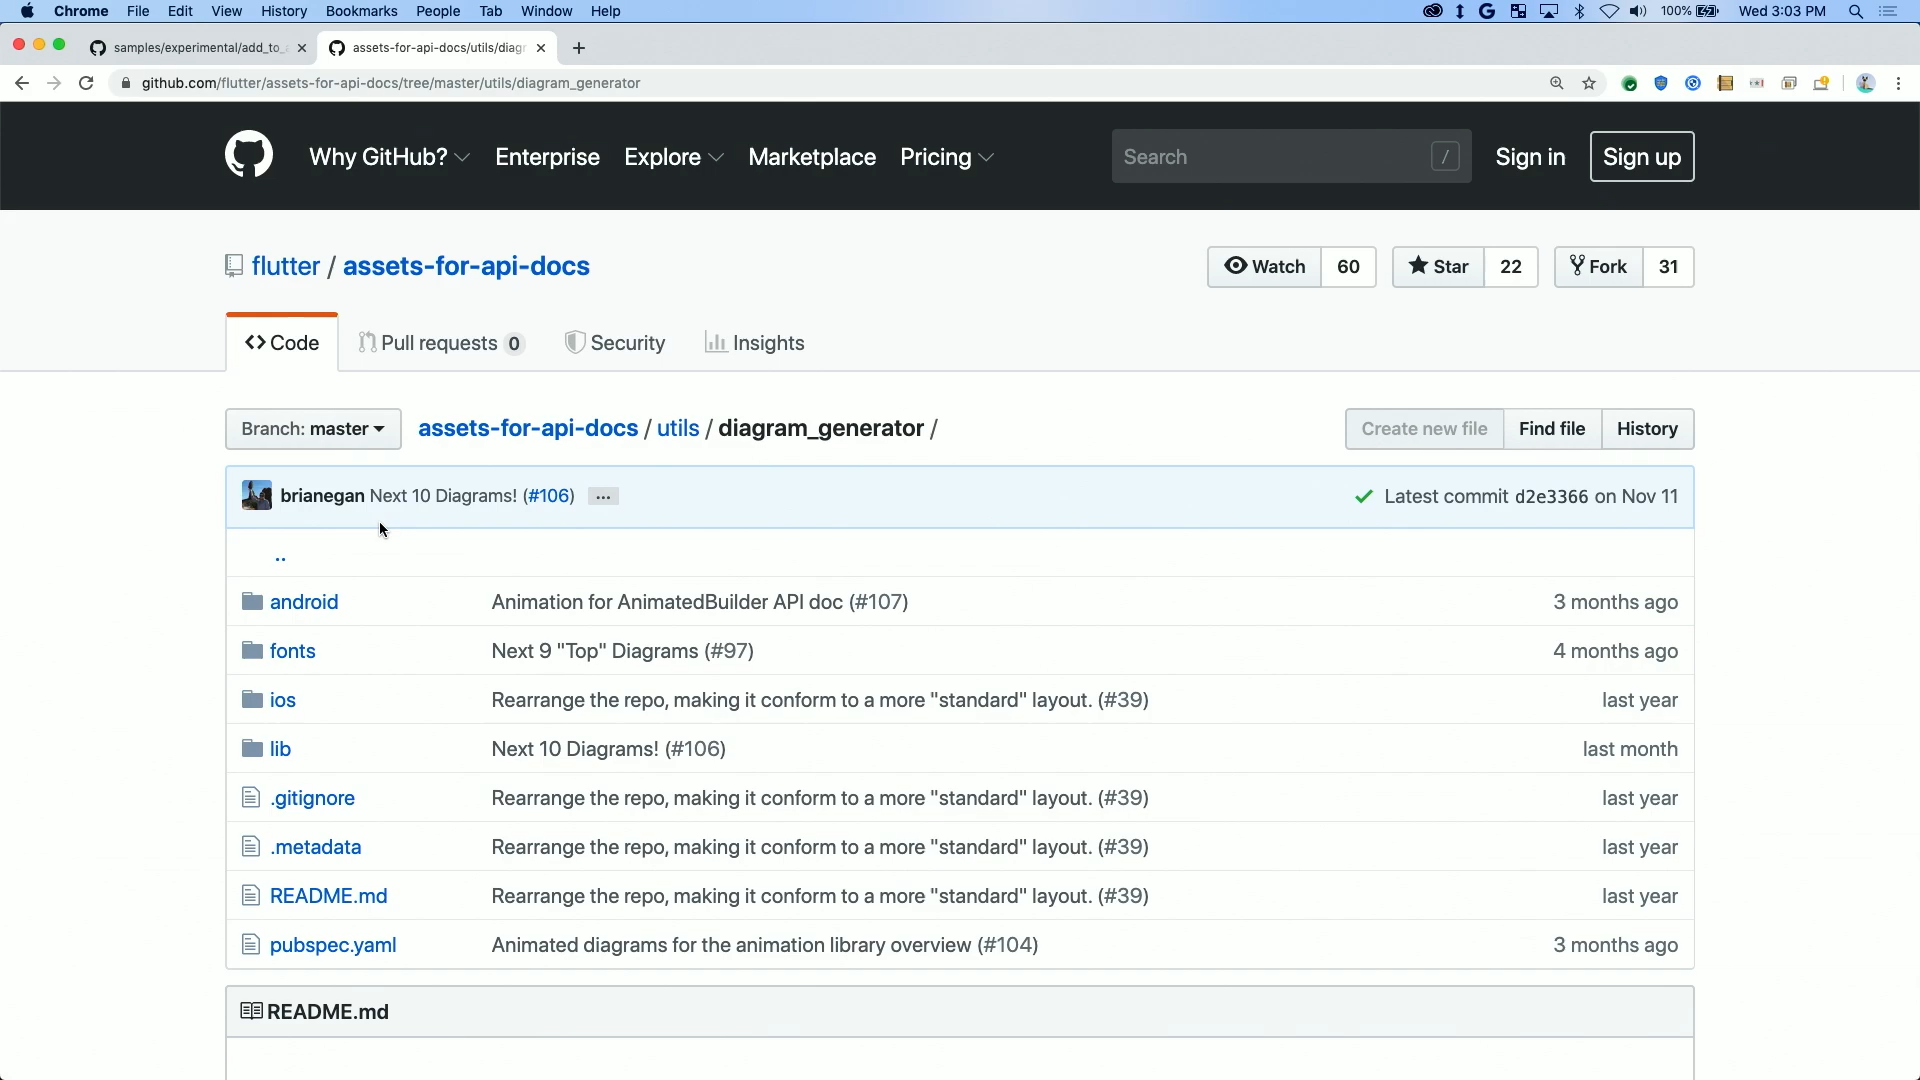 Chrome File Edit View History Bookmarks People Tab Window Help 100% Wed 3:03 PM
samples/experimental/add_to_ assets-for-api-docs/utils/diagr
github.com/flutter/assets-for-api-docs/tree/master/utils/diagram_generator
Why GitHub? Enterprise Explore Marketplace Pricing Search / Sign in Sign up
flutter / assets-for-api-docs Watch 60 Star 22 Fork 31
Code Pull requests 0 Security Insights
Branch: master assets-for-api-docs / utils / diagram_generator / Create new file Find file History
brianegan Next 10 Diagrams! (#106) ... Latest commit d2e3366 on Nov 11
..
android Animation for AnimatedBuilder API doc (#107) 3 months ago
fonts Next 9 "Top" Diagrams (#97) 4 months ago
ios Rearrange the repo, making it conform to a more "standard" layout. (#39) last year
lib Next 10 Diagrams! (#106) last month
.gitignore Rearrange the repo, making it conform to a more "standard" layout. (#39) last year
.metadata Rearrange the repo, making it conform to a more "standard" layout. (#39) last year
README.md Rearrange the repo, making it conform to a more "standard" layout. (#39) last year
pubspec.yaml Animated diagrams for the animation library overview (#104) 3 months ago
README.md